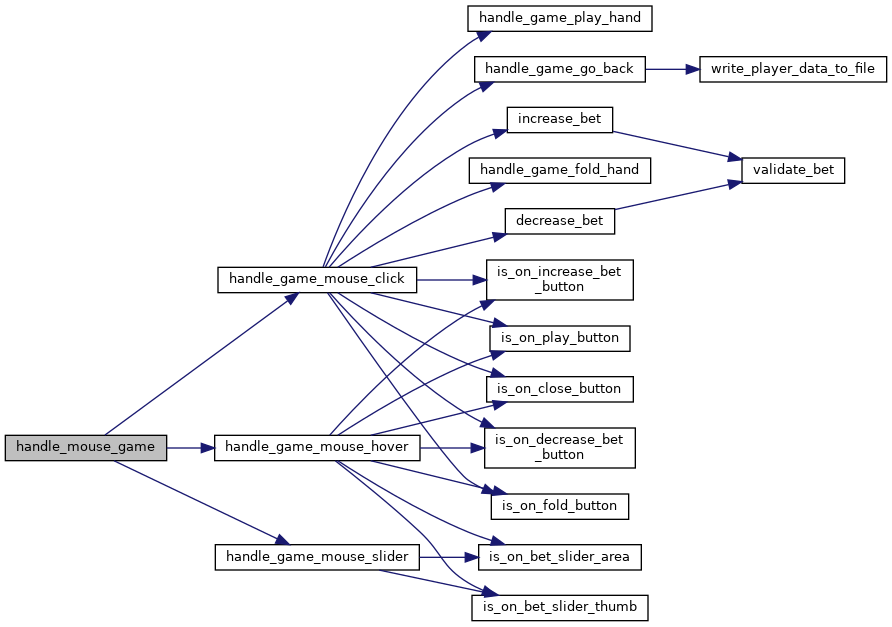 handle_game_play_hand
handle_game_go_back
write_player_data_to_file
increase_bet
handle_game_fold_hand
validate_bet
decrease_bet
handle_game_mouse_click
is_on_increase_bet
_button
is_on_play_button
is_on_close_button
handle_mouse_game
handle_game_mouse_hover
is_on_decrease_bet
_button
is_on_fold_button
handle_game_mouse_slider
is_on_bet_slider_area
is_on_bet_slider_thumb